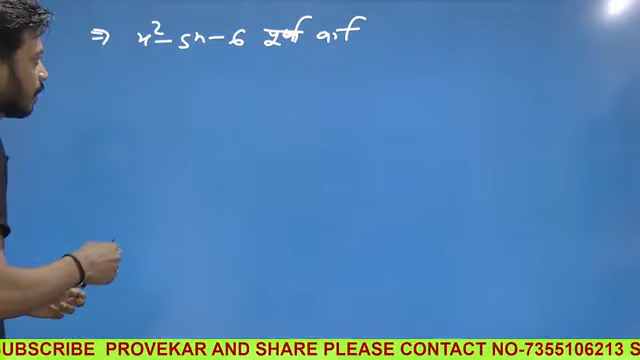 ⇒ x²-5x-6 पूर्ण वर्ग
SUBSCRIBE PROVEKAR AND SHARE PLEASE CONTACT NO-7355106213 S